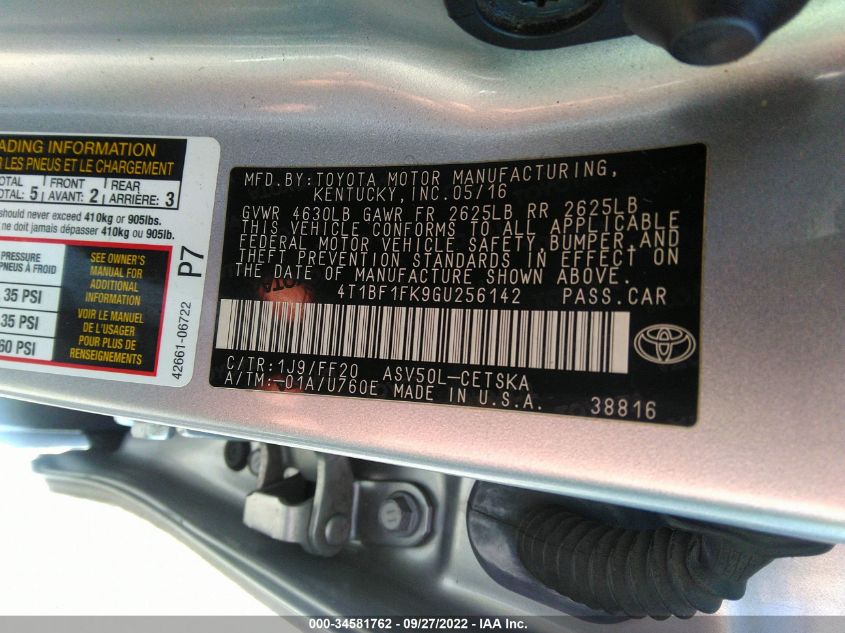 ADING INFORMATION
R LES PNEUS ET LE CHARGEMENT
TOTAL 5 FRONT 2 REAR 3
TOTAL: AVANT: ARRIÈRE:
should never exceed 410kg or 905lbs.
ne doit jamais dépasser 410kg ou 905lb.
PRESSURE
PNEUS À FROID
35 PSI
35 PSI
60 PSI
SEE OWNER'S
MANUAL FOR
ADDITIONAL
INFORMATION
VOIR LE MANUEL
DE L'USAGER
POUR PLUS
DE RENSEIGNEMENTS
P7
42661-06722
MFD.BY:TOYOTA MOTOR MANUFACTURING,
KENTUCKY, INC.05/16
GVWR 4630LB GAWR FR 2625LB RR 2625LB
THIS VEHICLE CONFORMS TO ALL APPLICABLE
FEDERAL MOTOR VEHICLE SAFETY,BUMPER,AND
THEFT PREVENTION STANDARDS IN EFFECT ON
THE DATE OF MANUFACTURE SHOWN ABOVE.
4T1BF1FK9GU256142 PASS.CAR
C/TR:1J9/FF20 ASV50L-CETSKA
A/TM:-01A/U760E MADE IN U.S.A. 38816
000-34581762 - 09/27/2022 - IAA Inc.